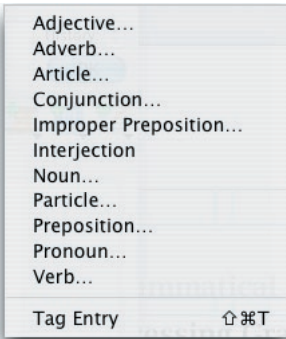 Adjective…
Adverb…
Article…
Conjunction…
Improper Preposition…
Interjection
Noun…
Particle…
Preposition…
Pronoun…
Verb…
Tag Entry ⇧⌘T